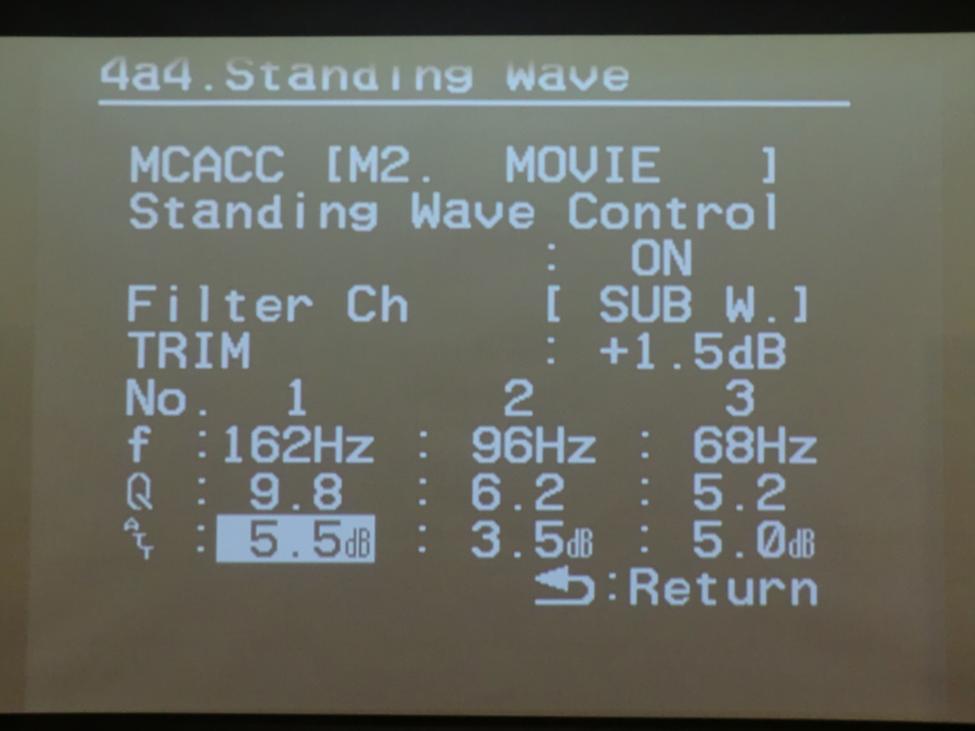 4a4.Standing Wave
MCACC [M2. MOVIE ]
Standing Wave Control
: ON
Filter Ch [ SUB W.]
TRIM : +1.5dB
No. 1 2 3
f :162Hz : 96Hz : 68Hz
Q : 9.8 : 6.2 : 5.2
ATT : 5.5dB : 3.5dB : 5.0dB
:Return